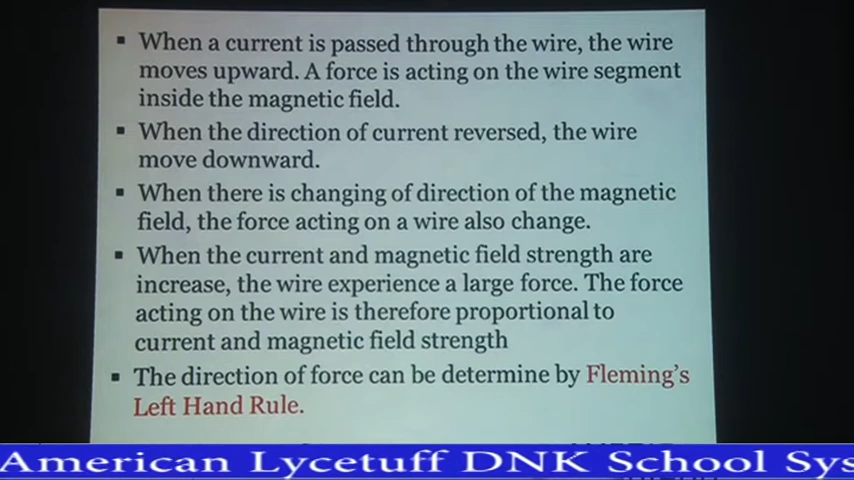 ▪ When a current is passed through the wire, the wire
moves upward. A force is acting on the wire segment
inside the magnetic field.
▪ When the direction of current reversed, the wire
move downward.
▪ When there is changing of direction of the magnetic
field, the force acting on a wire also change.
▪ When the current and magnetic field strength are
increase, the wire experience a large force. The force
acting on the wire is therefore proportional to
current and magnetic field strength
▪ The direction of force can be determine by Fleming's
Left Hand Rule.
American Lycetuff DNK School Sys